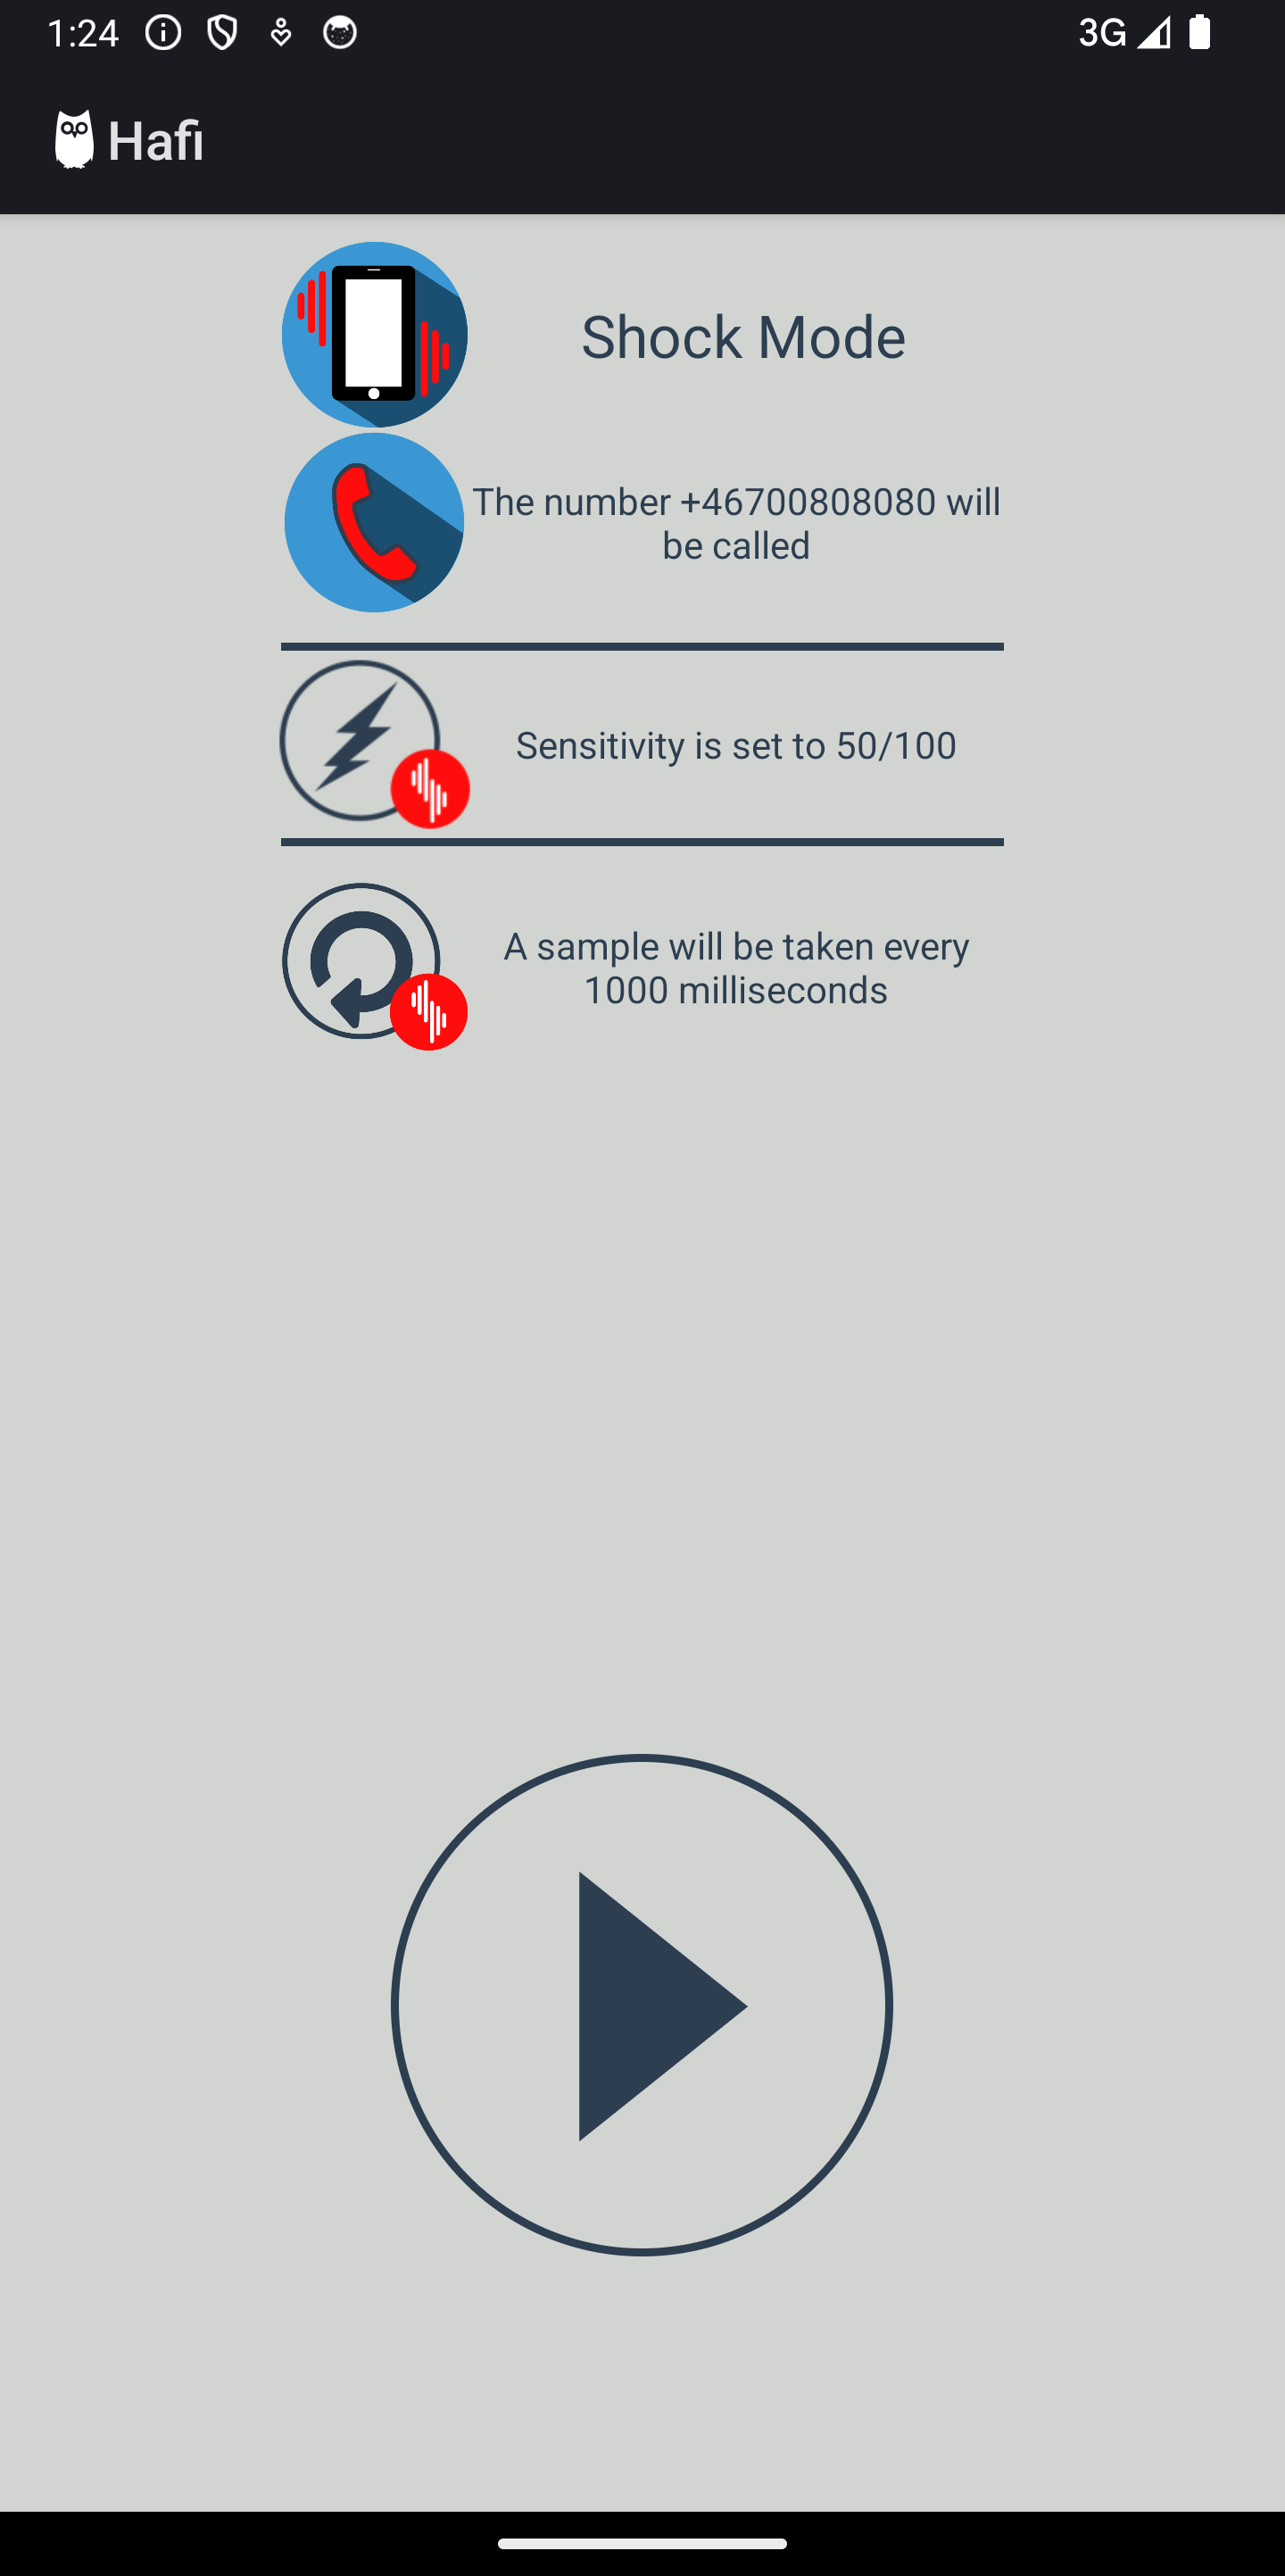 1:24
3G
Hafi
Shock Mode
The number +46700808080 will
be called
Sensitivity is set to 50/100
A sample will be taken every
1000 milliseconds